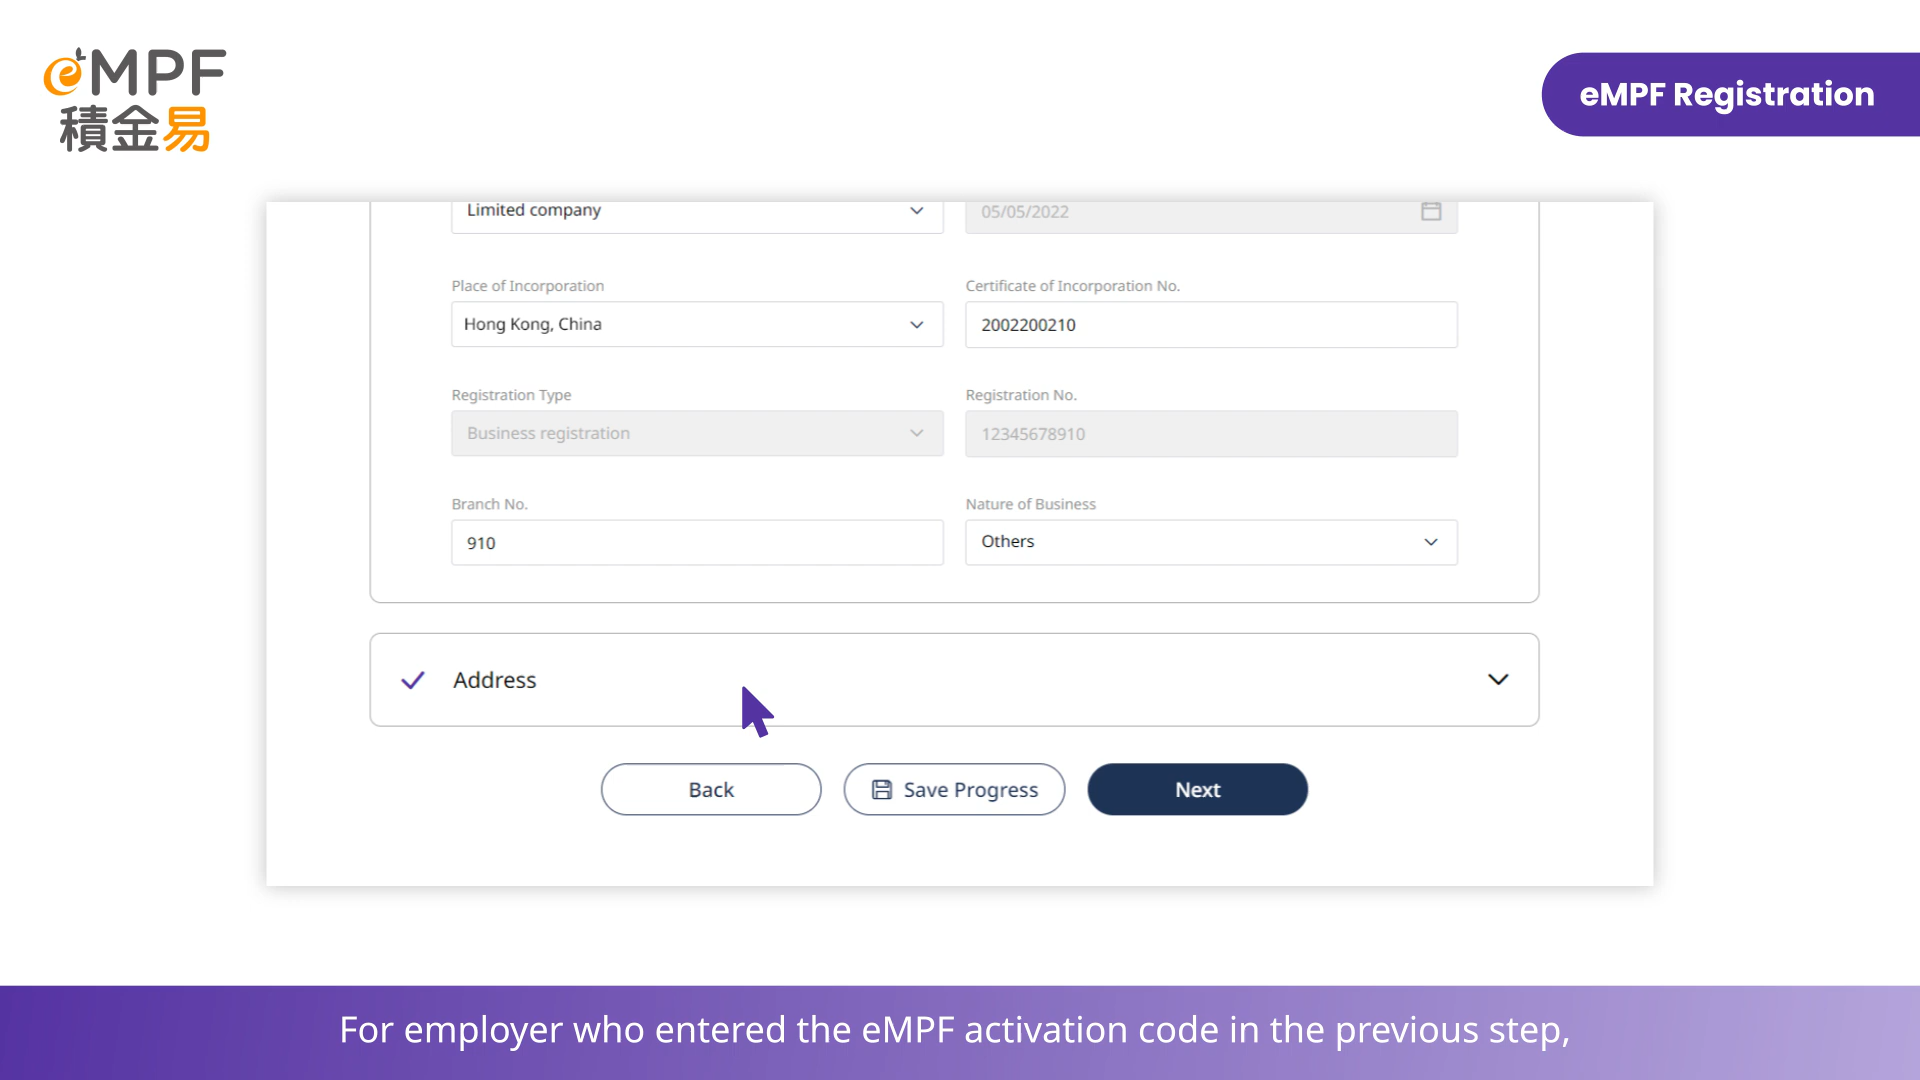 eMPF
積金易
eMPF Registration
Limited company
05/05/2022
Place of Incorporation
Certificate of Incorporation No.
Hong Kong, China
2002200210
Registration Type
Registration No.
Business registration
12345678910
Branch No.
Nature of Business
910
Others
Address
Back
Save Progress
Next
For employer who entered the eMPF activation code in the previous step,